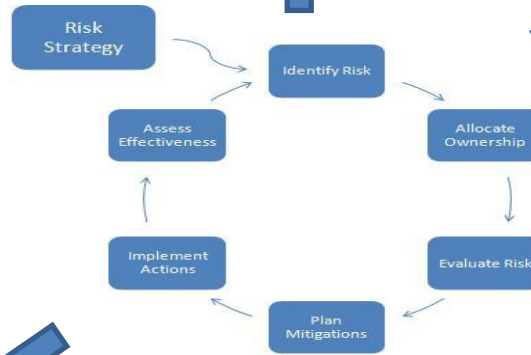 Risk
Strategy
Identify Risk
Allocate
Ownership
Evaluate Risk
Plan
Mitigations
Implement
Actions
Assess
Effectiveness